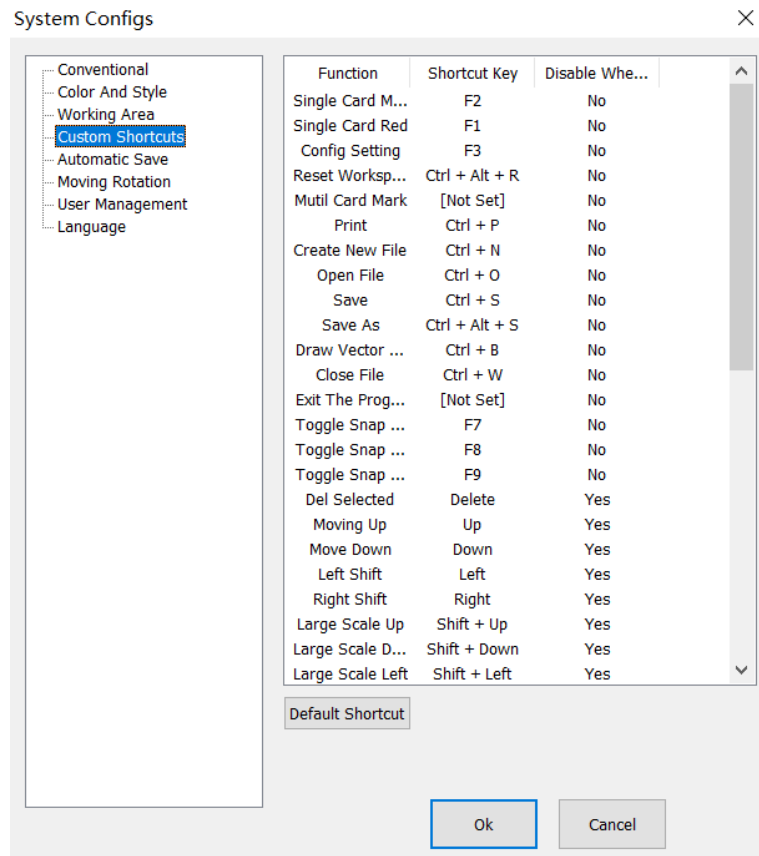 System Configs
Conventional
Color And Style
Working Area
Custom Shortcuts
Automatic Save
Moving Rotation
User Management
Language
Function Shortcut Key Disable Whe...
Single Card M... F2 No
Single Card Red F1 No
Config Setting F3 No
Reset Worksp... Ctrl + Alt + R No
Mutil Card Mark [Not Set] No
Print Ctrl + P No
Create New File Ctrl + N No
Open File Ctrl + O No
Save Ctrl + S No
Save As Ctrl + Alt + S No
Draw Vector ... Ctrl + B No
Close File Ctrl + W No
Exit The Prog... [Not Set] No
Toggle Snap ... F7 No
Toggle Snap ... F8 No
Toggle Snap ... F9 No
Del Selected Delete Yes
Moving Up Up Yes
Move Down Down Yes
Left Shift Left Yes
Right Shift Right Yes
Large Scale Up Shift + Up Yes
Large Scale D... Shift + Down Yes
Large Scale Left Shift + Left Yes
Default Shortcut
Ok Cancel